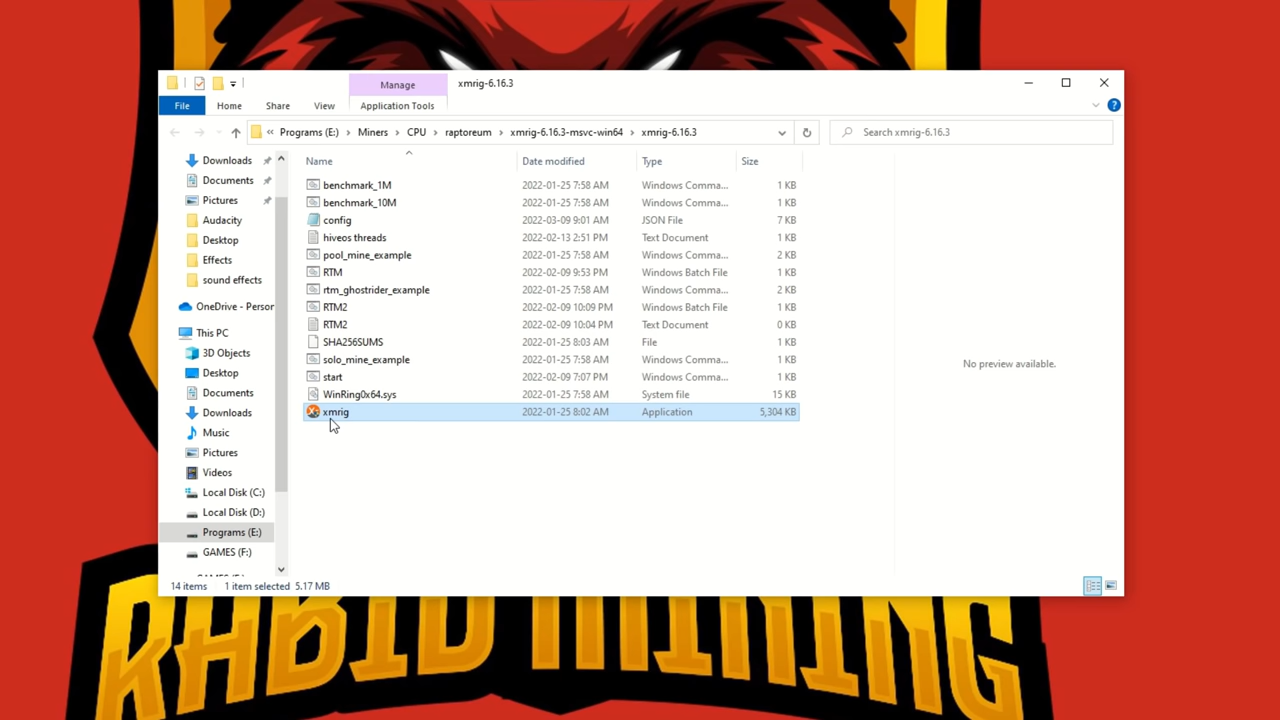 Manage
xmrig-6.16.3
File
Home
Share
View
Application Tools
« Programs (E:) > Miners > CPU > raptoreum > xmrig-6.16.3-msvc-win64 > xmrig-6.16.3
Search xmrig-6.16.3
Name Date modified Type Size
benchmark_1M 2022-01-25 7:58 AM Windows Comma... 1 KB
benchmark_10M 2022-01-25 7:58 AM Windows Comma... 1 KB
config 2022-03-09 9:01 AM JSON File 7 KB
hiveos threads 2022-02-13 2:51 PM Text Document 1 KB
pool_mine_example 2022-01-25 7:58 AM Windows Comma... 2 KB
RTM 2022-02-09 9:53 PM Windows Batch File 1 KB
rtm_ghostrider_example 2022-01-25 7:58 AM Windows Comma... 2 KB
RTM2 2022-02-09 10:09 PM Windows Batch File 1 KB
RTM2 2022-02-09 10:04 PM Text Document 0 KB
SHA256SUMS 2022-01-25 8:03 AM File 1 KB
solo_mine_example 2022-01-25 7:58 AM Windows Comma... 1 KB
start 2022-02-09 7:07 PM Windows Comma... 1 KB
WinRing0x64.sys 2022-01-25 7:58 AM System file 15 KB
xmrig 2022-01-25 8:02 AM Application 5,304 KB
Downloads
Documents
Pictures
Audacity
Desktop
Effects
sound effects
OneDrive - Person
This PC
3D Objects
Desktop
Documents
Downloads
Music
Pictures
Videos
Local Disk (C:)
Local Disk (D:)
Programs (E:)
GAMES (F:)
No preview available.
14 items 1 item selected 5.17 MB
RABID MINING